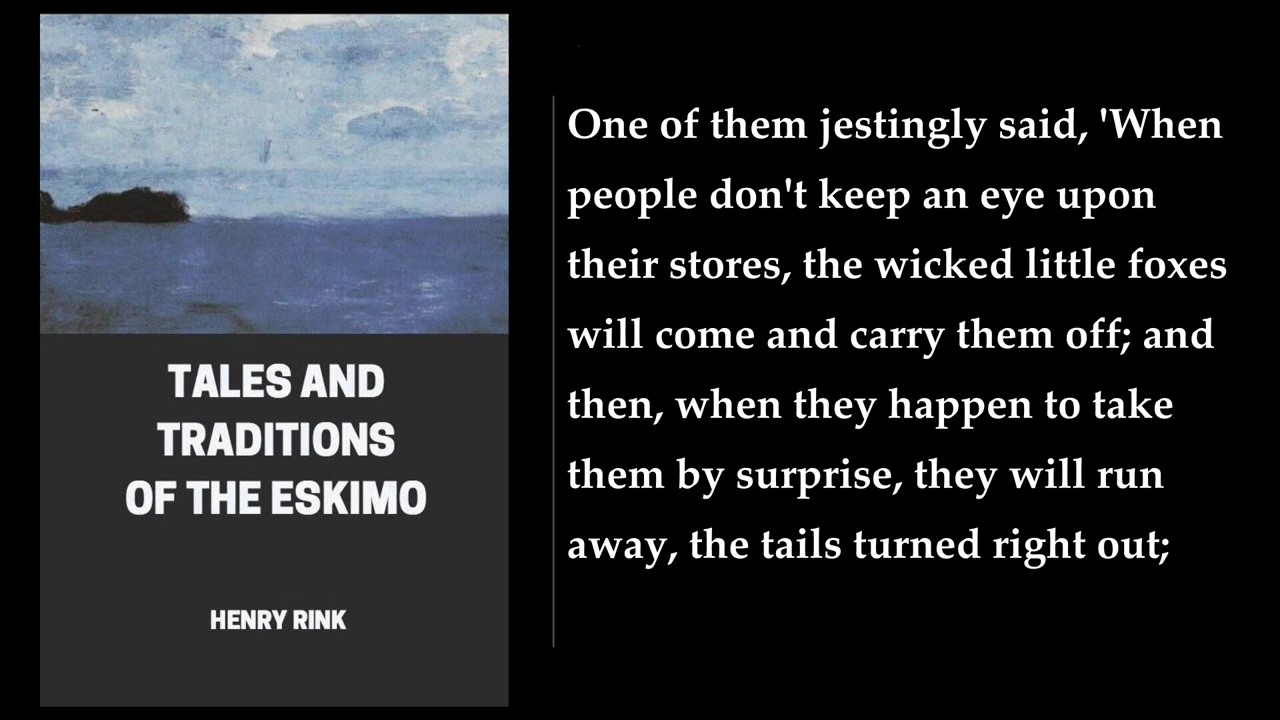 TALES AND
TRADITIONS
OF THE ESKIMO
HENRY RINK
One of them jestingly said, 'When
people don't keep an eye upon
their stores, the wicked little foxes
will come and carry them off; and
then, when they happen to take
them by surprise, they will run
away, the tails turned right out;